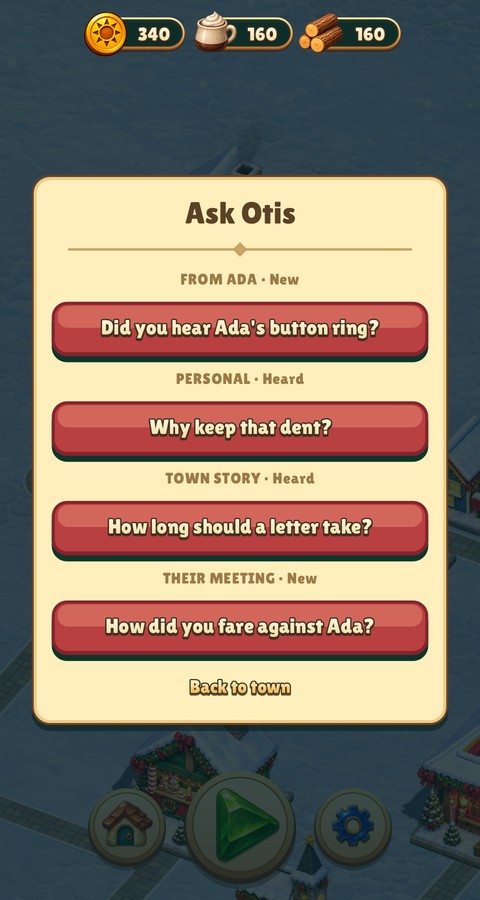 340
160
160
Ask Otis
FROM ADA · New
Did you hear Ada's button ring?
PERSONAL · Heard
Why keep that dent?
TOWN STORY · Heard
How long should a letter take?
THEIR MEETING · New
How did you fare against Ada?
Back to town